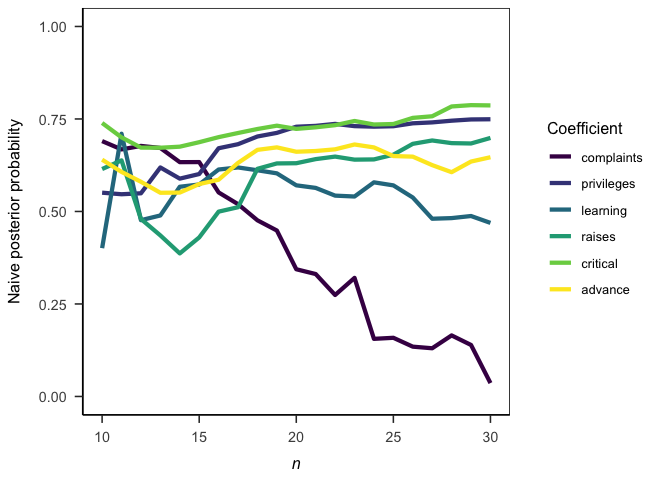 1.00
0.75
0.50
0.25
0.00
Naive posterior probability
10
15
20
25
30
n
Coefficient
complaints
privileges
learning
raises
critical
advance